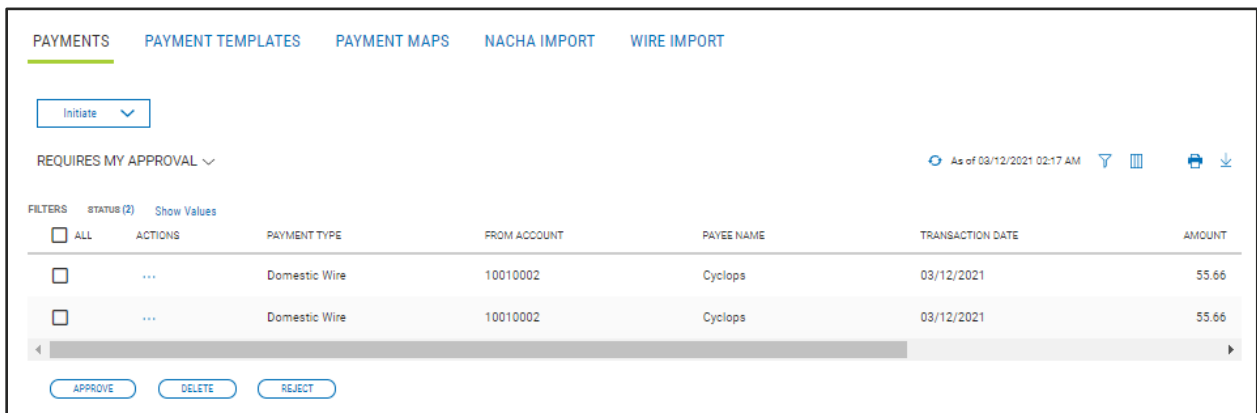 PAYMENTS PAYMENT TEMPLATES PAYMENT MAPS NACHA IMPORT WIRE IMPORT
Initiate
REQUIRES MY APPROVAL As of 03/12/2021 02:17 AM
FILTERS STATUS (2) Show Values
ALL ACTIONS PAYMENT TYPE FROM ACCOUNT PAYEE NAME TRANSACTION DATE AMOUNT
... Domestic Wire 10010002 Cyclops 03/12/2021 55.66
... Domestic Wire 10010002 Cyclops 03/12/2021 55.66
APPROVE DELETE REJECT